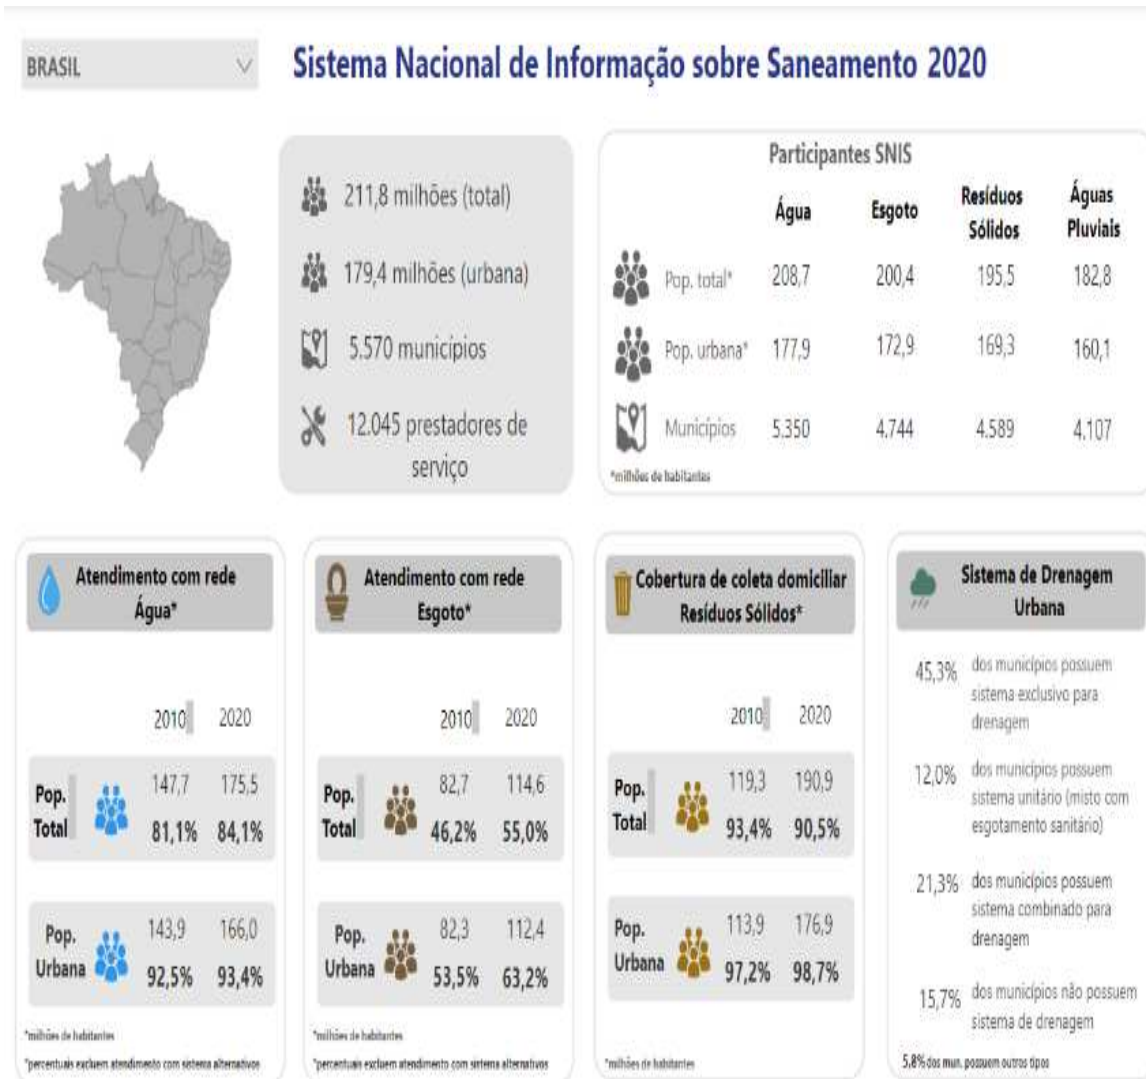 BRASIL
Sistema Nacional de Informação sobre Saneamento 2020
211,8 milhões (total)
179,4 milhões (urbana)
5.570 municípios
12.045 prestadores de
serviço
Participantes SNIS
Água Esgoto Resíduos Sólidos Águas Pluviais
Pop. total* 208,7 200,4 195,5 182,8
Pop. urbana* 177,9 172,9 169,3 160,1
Municípios 5.350 4.744 4.589 4.107
*milhões de habitantes
Atendimento com rede
Água*
2010 2020
Pop. Total 147,7 175,5
81,1% 84,1%
Pop. Urbana 143,9 166,0
92,5% 93,4%
*milhões de habitantes
*percentuais excluem atendimento com sistema alternativos
Atendimento com rede
Esgoto*
2010 2020
Pop. Total 82,7 114,6
46,2% 55,0%
Pop. Urbana 82,3 112,4
53,5% 63,2%
*milhões de habitantes
*percentuais excluem atendimento com sistema alternativos
Cobertura de coleta domiciliar
Resíduos Sólidos*
2010 2020
Pop. Total 119,3 190,9
93,4% 90,5%
Pop. Urbana 113,9 176,9
97,2% 98,7%
*milhões de habitantes
Sistema de Drenagem
Urbana
45,3% dos municípios possuem
sistema exclusivo para
drenagem
12,0% dos municípios possuem
sistema unitário (misto com
esgotamento sanitário)
21,3% dos municípios possuem
sistema combinado para
drenagem
15,7% dos municípios não possuem
sistema de drenagem
5,8% dos mun. possuem outros tipos